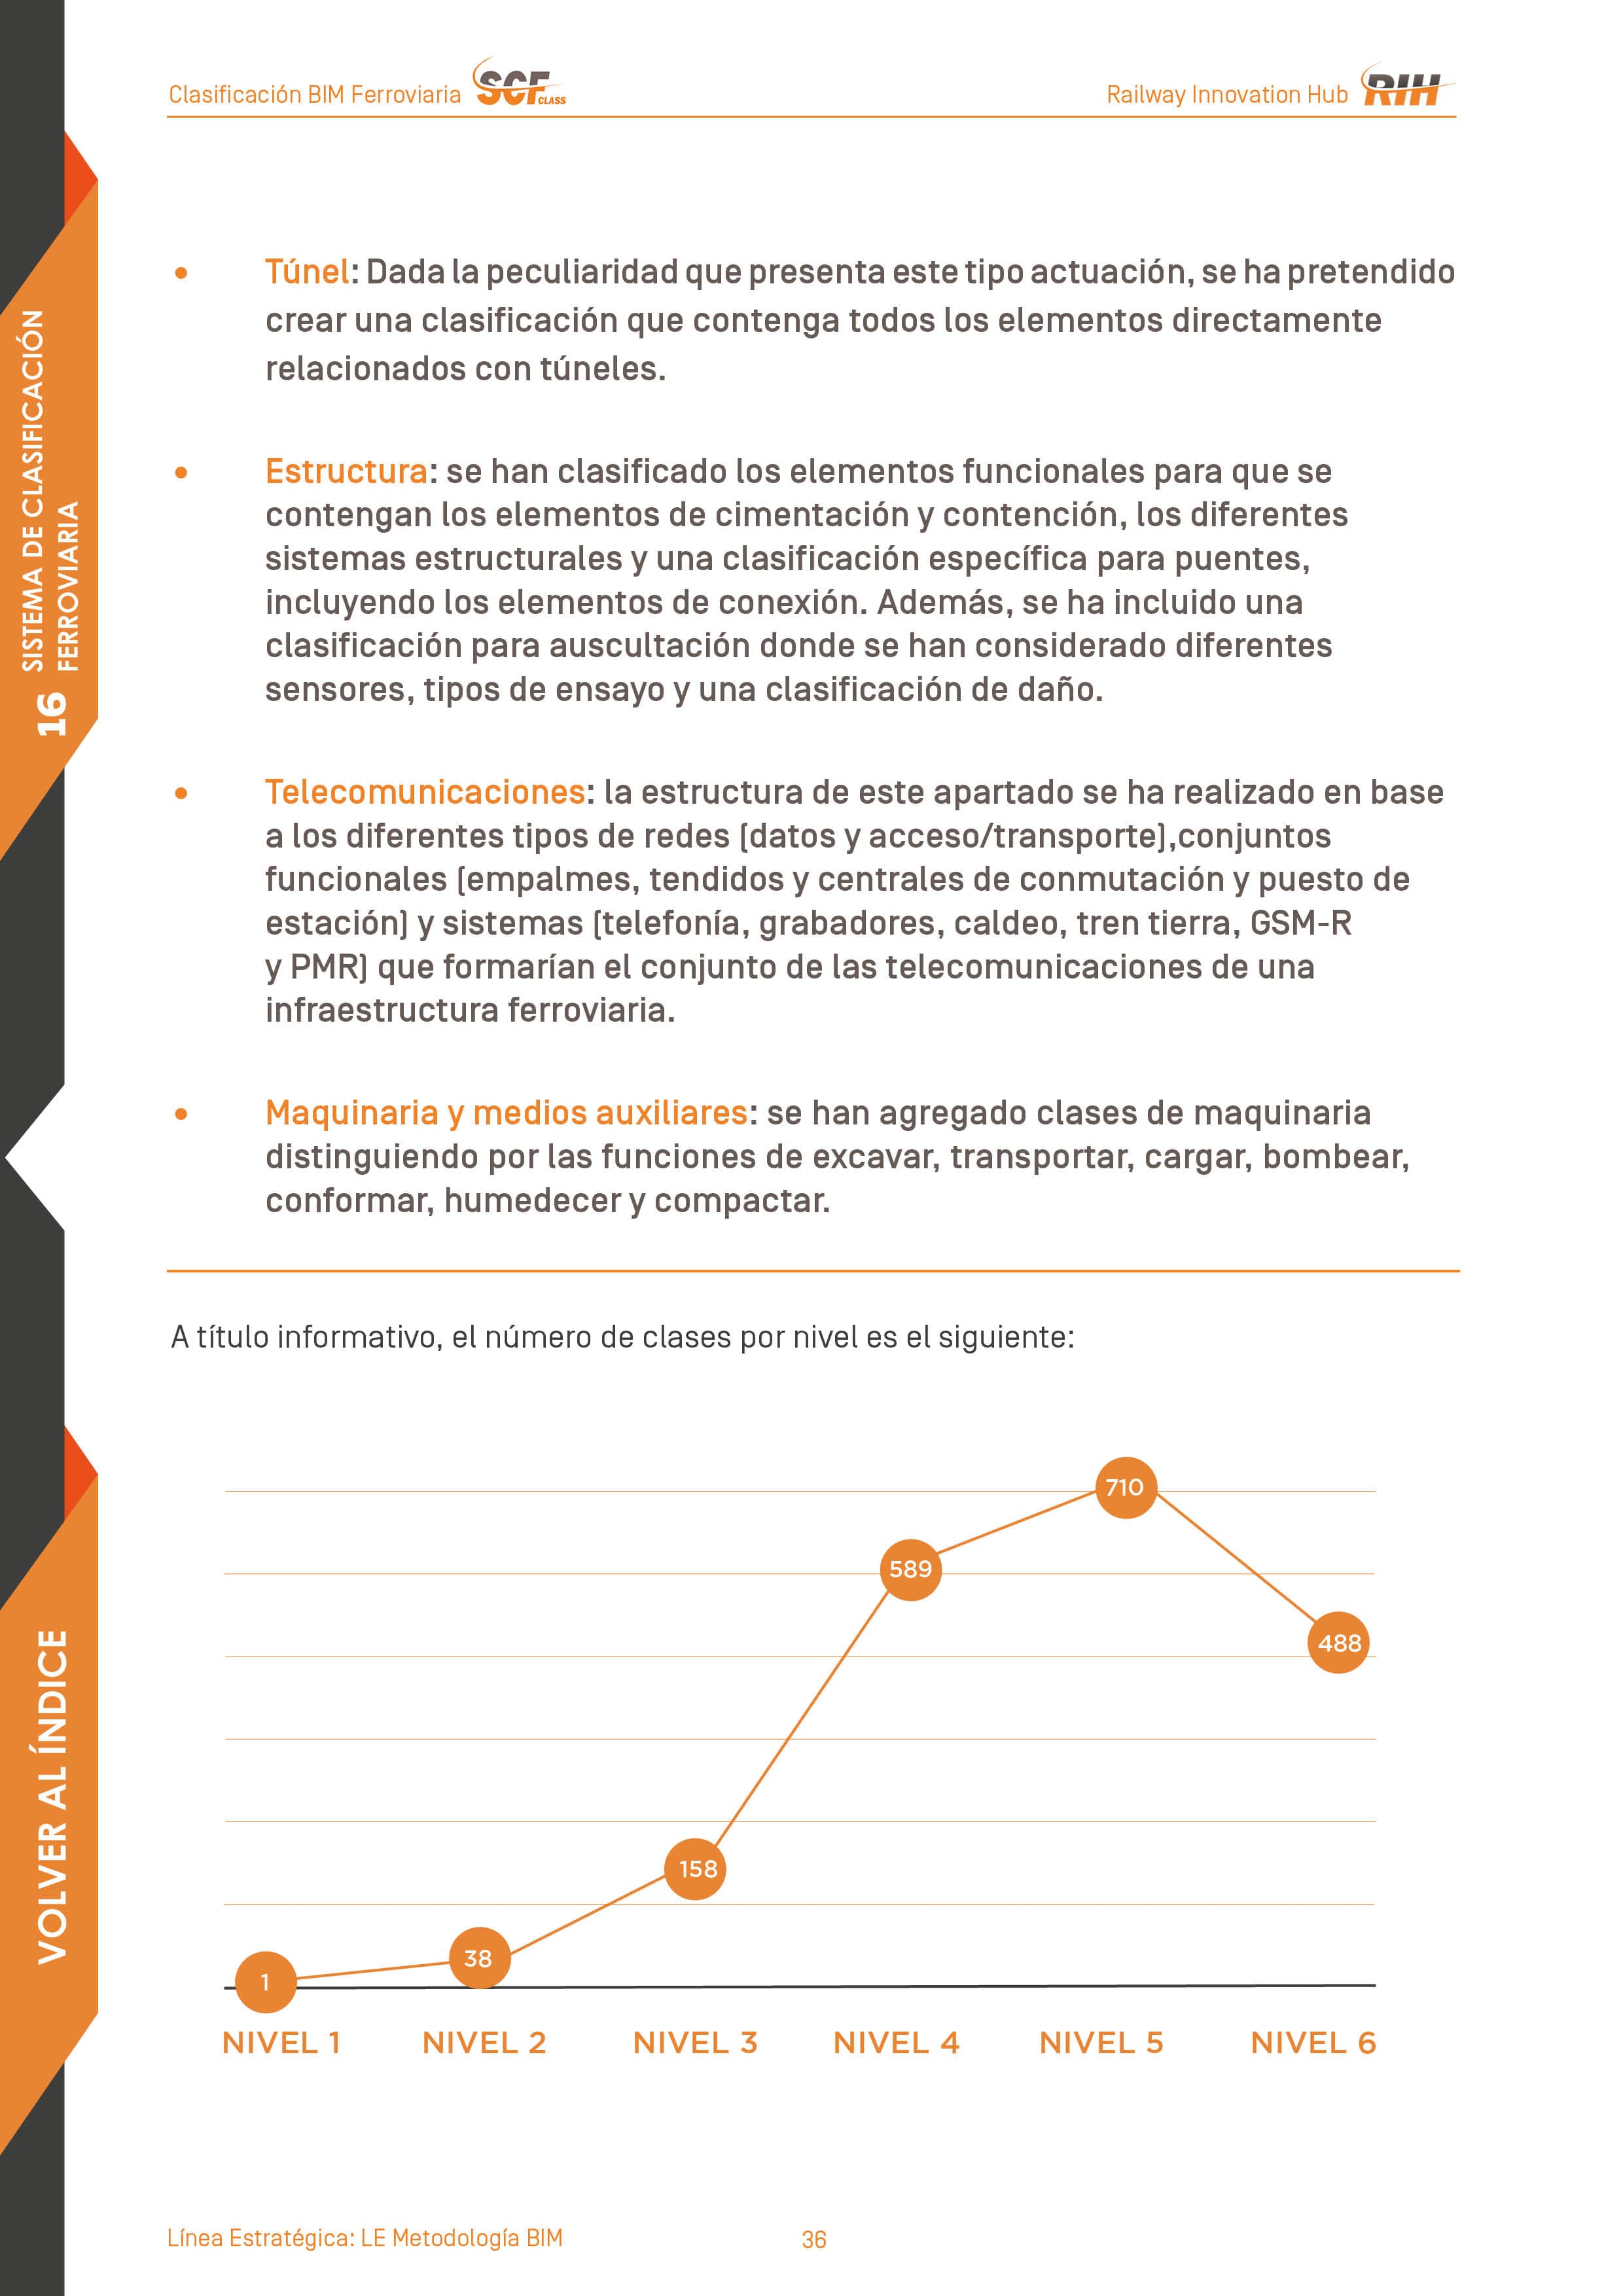 Clasificación BIM Ferroviaria SCF CLASS
Railway Innovation Hub RIH
16 SISTEMA DE CLASIFICACIÓN
FERROVIARIA
• Túnel: Dada la peculiaridad que presenta este tipo actuación, se ha pretendido
crear una clasificación que contenga todos los elementos directamente
relacionados con túneles.
• Estructura: se han clasificado los elementos funcionales para que se
contengan los elementos de cimentación y contención, los diferentes
sistemas estructurales y una clasificación específica para puentes,
incluyendo los elementos de conexión. Además, se ha incluido una
clasificación para auscultación donde se han considerado diferentes
sensores, tipos de ensayo y una clasificación de daño.
• Telecomunicaciones: la estructura de este apartado se ha realizado en base
a los diferentes tipos de redes (datos y acceso/transporte),conjuntos
funcionales (empalmes, tendidos y centrales de conmutación y puesto de
estación) y sistemas (telefonía, grabadores, caldeo, tren tierra, GSM-R
y PMR) que formarían el conjunto de las telecomunicaciones de una
infraestructura ferroviaria.
• Maquinaria y medios auxiliares: se han agregado clases de maquinaria
distinguiendo por las funciones de excavar, transportar, cargar, bombear,
conformar, humedecer y compactar.
A título informativo, el número de clases por nivel es el siguiente:
VOLVER AL ÍNDICE
1
38
158
589
710
488
NIVEL 1
NIVEL 2
NIVEL 3
NIVEL 4
NIVEL 5
NIVEL 6
Línea Estratégica: LE Metodología BIM
36